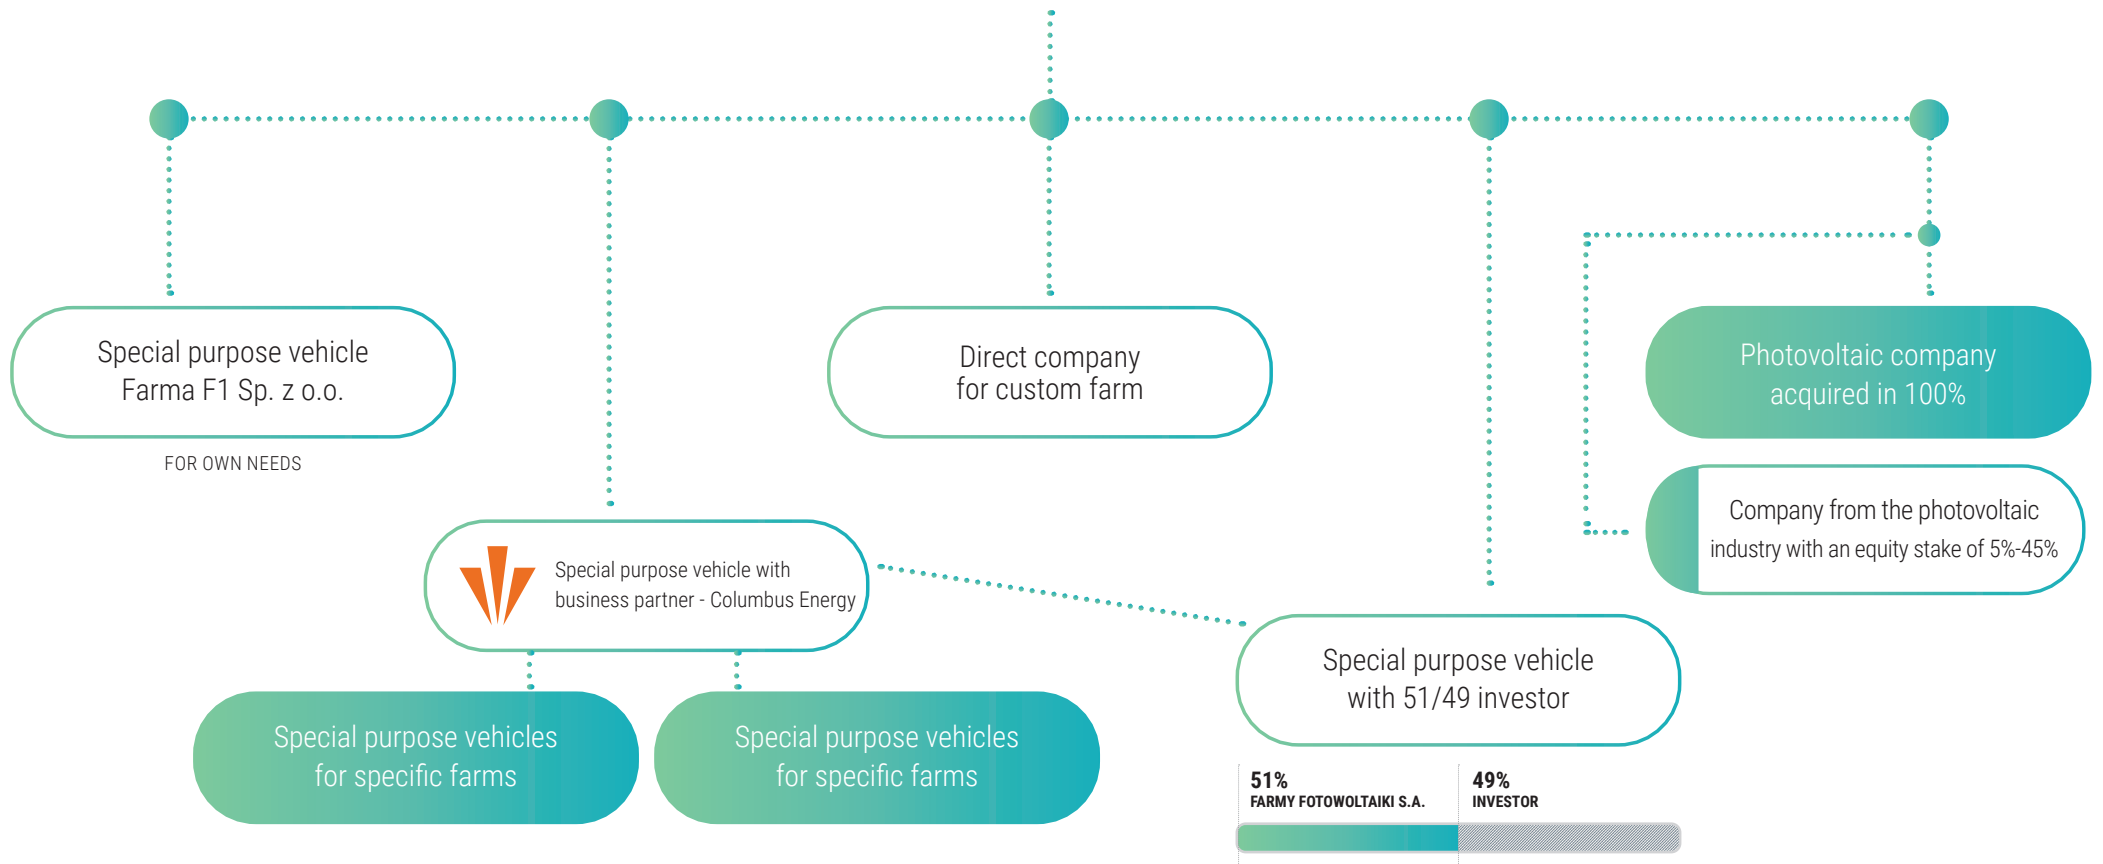 Special purpose vehicle
Farma F1 Sp. z o.o.
FOR OWN NEEDS
Direct company
for custom farm
Photovoltaic company
acquired in 100%
Company from the photovoltaic
industry with an equity stake of 5%-45%
Special purpose vehicle with
business partner - Columbus Energy
Special purpose vehicles
for specific farms
Special purpose vehicles
for specific farms
Special purpose vehicle
with 51/49 investor
51%
FARMY FOTOWOLTAIKI S.A.
49%
INVESTOR